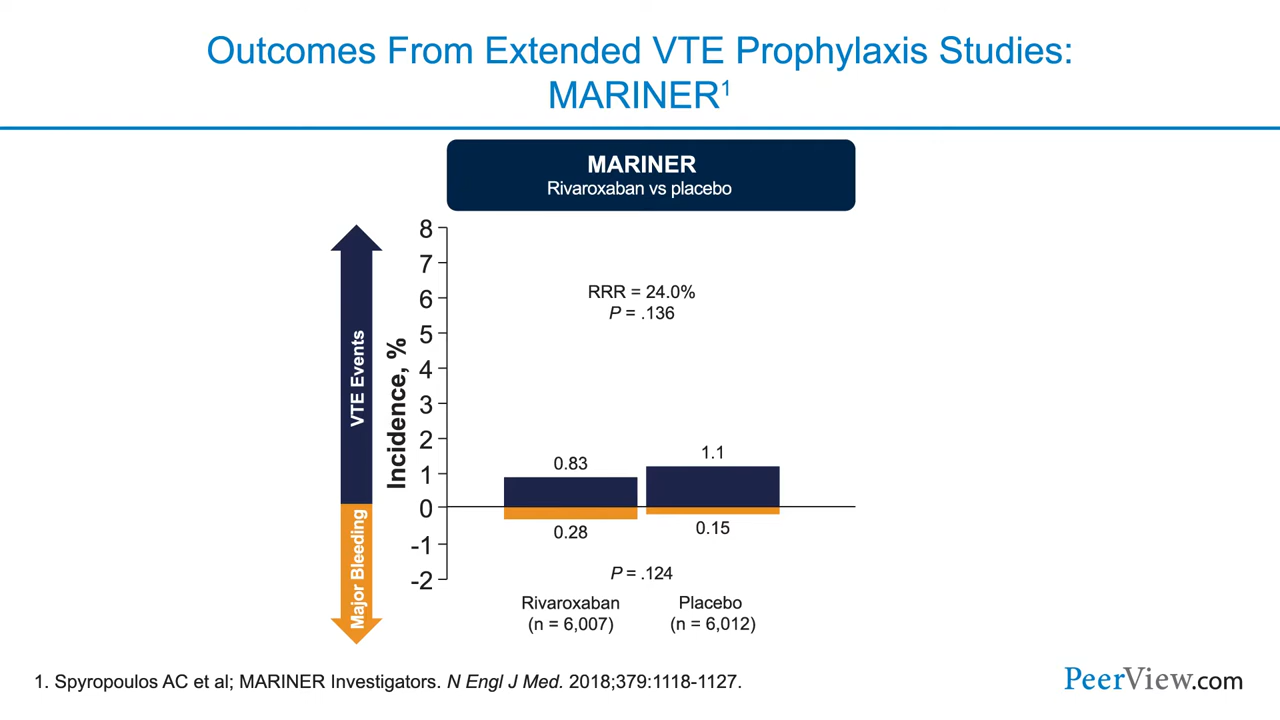 Outcomes From Extended VTE Prophylaxis Studies:
MARINER¹
MARINER
Rivaroxaban vs placebo
VTE Events
Major Bleeding
Incidence, %
8
7
6
5
4
3
2
1
0
-1
-2
RRR = 24.0%
P = .136
0.83
1.1
0.28
0.15
P = .124
Rivaroxaban
(n = 6,007)
Placebo
(n = 6,012)
1. Spyropoulos AC et al; MARINER Investigators. N Engl J Med. 2018;379:1118-1127.
PeerView.com